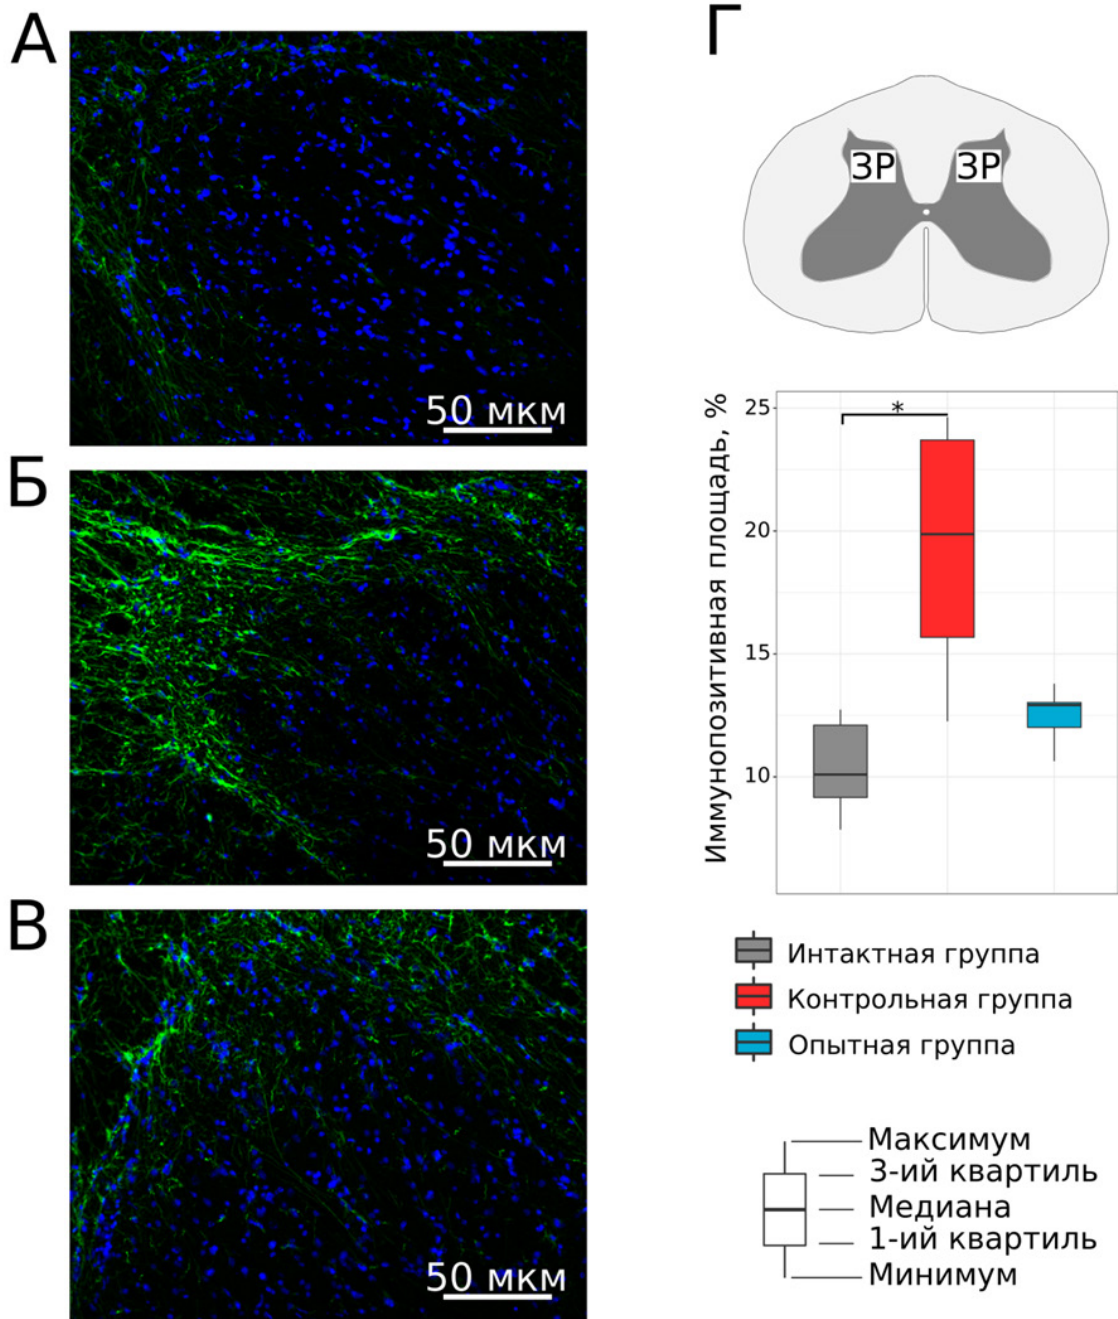 А
50 мкм
Б
50 мкм
В
50 мкм
Г
ЗР ЗР
Иммунопозитивная площадь, %
25
20
15
10
*
Интактная группа
Контрольная группа
Опытная группа
Максимум
3-ий квартиль
Медиана
1-ий квартиль
Минимум